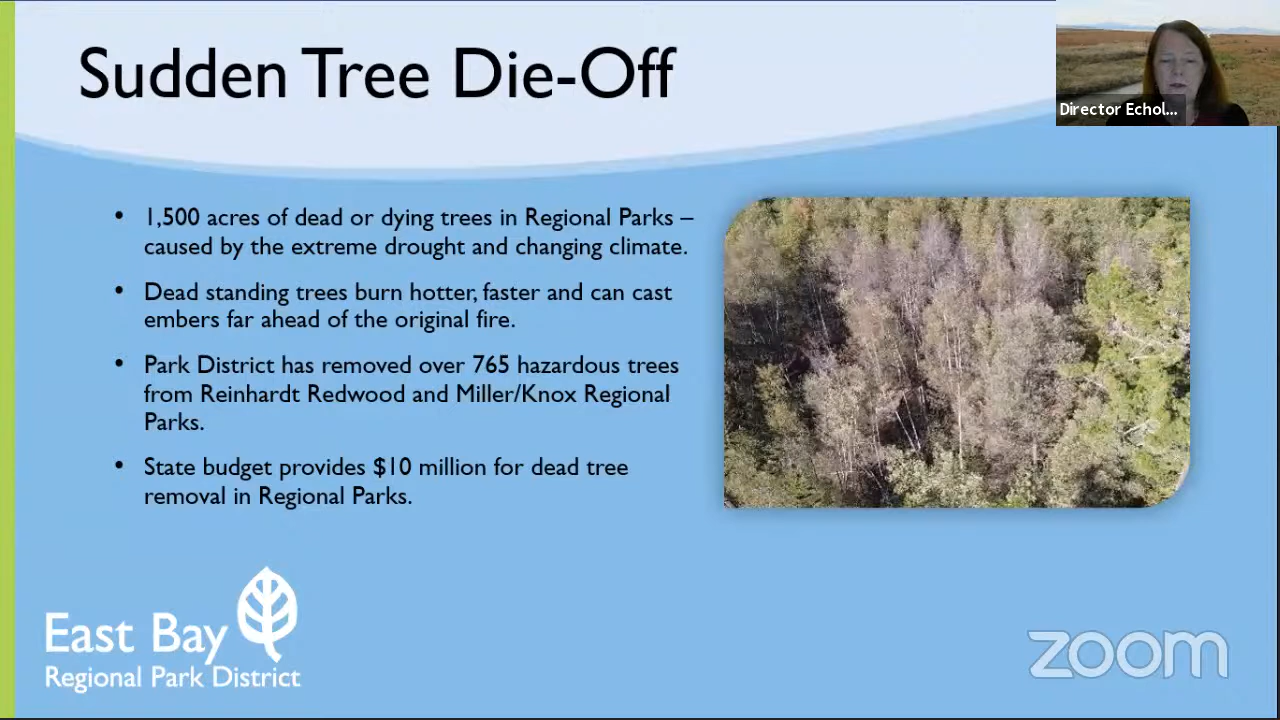 Sudden Tree Die-Off
Director Echol...
• 1,500 acres of dead or dying trees in Regional Parks –
caused by the extreme drought and changing climate.
• Dead standing trees burn hotter, faster and can cast
embers far ahead of the original fire.
• Park District has removed over 765 hazardous trees
from Reinhardt Redwood and Miller/Knox Regional
Parks.
• State budget provides $10 million for dead tree
removal in Regional Parks.
East Bay
Regional Park District
zoom